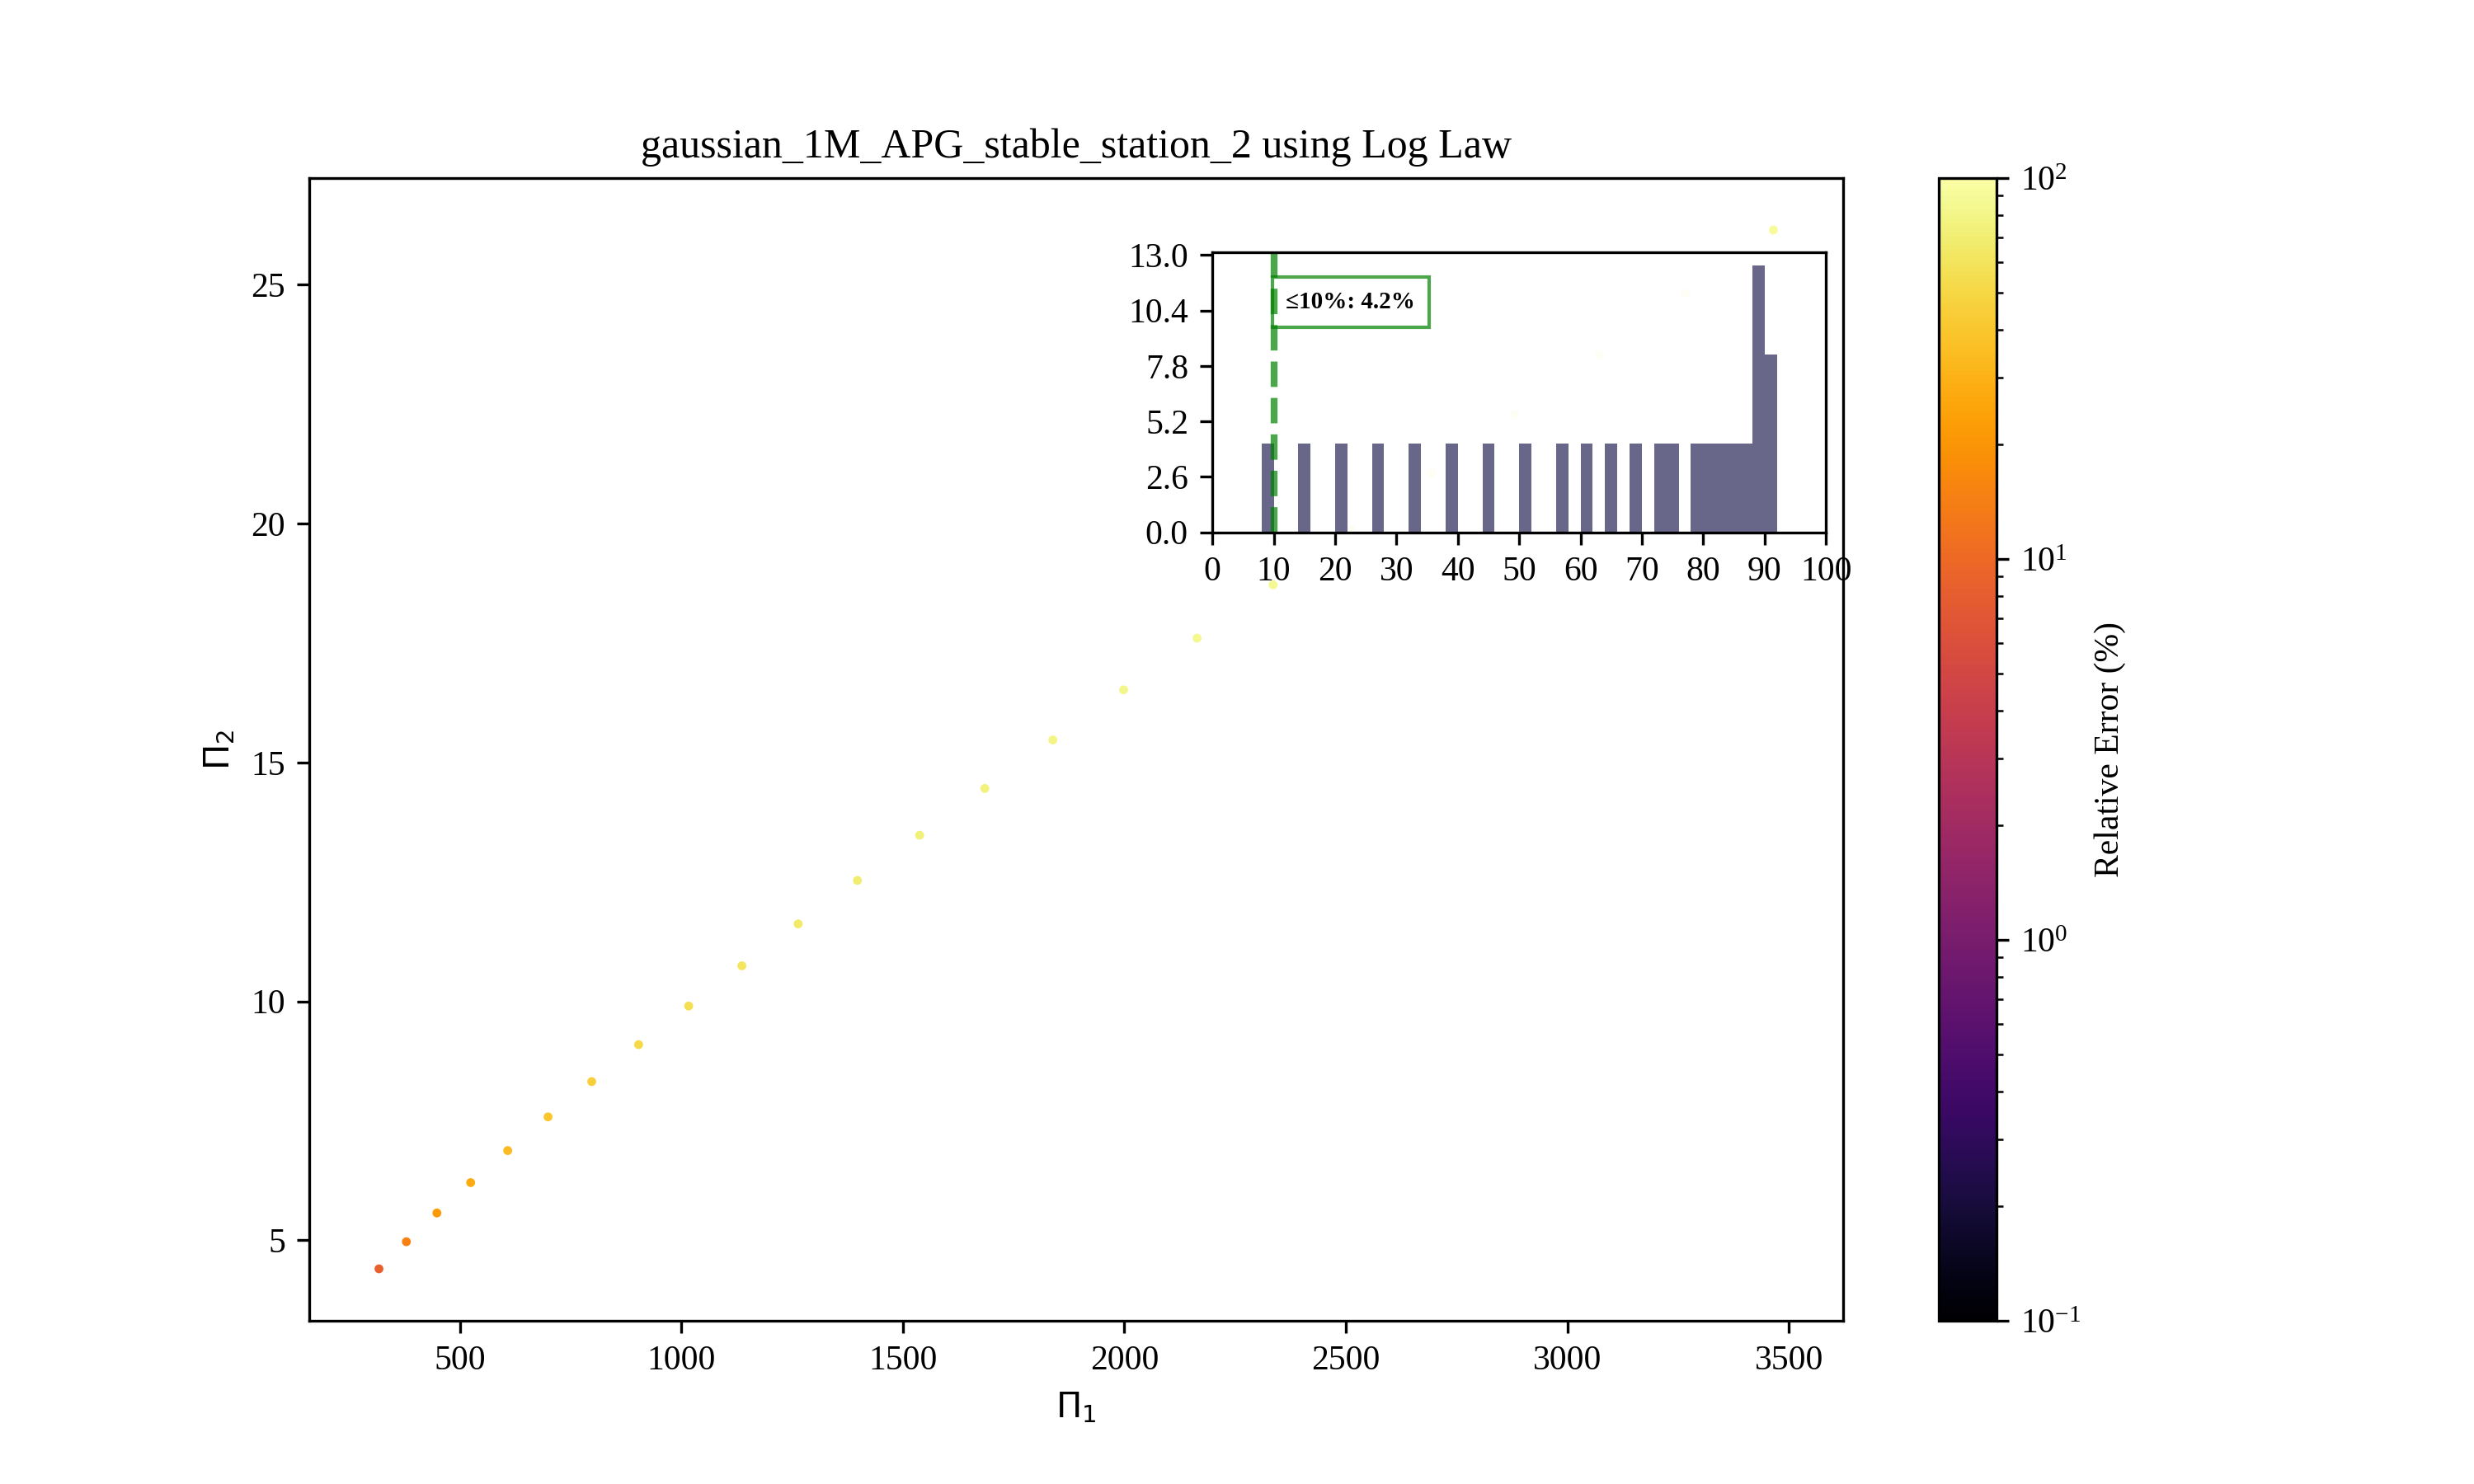 gaussian_1M_APG_stable_station_2 using Log Law
25
20
15
10
5
Π₂
500 1000 1500 2000 2500 3000 3500
Π₁
13.0
10.4
7.8
5.2
2.6
0.0
≤10%: 4.2%
0 10 20 30 40 50 60 70 80 90 100
10²
10¹
10⁰
10⁻¹
Relative Error (%)